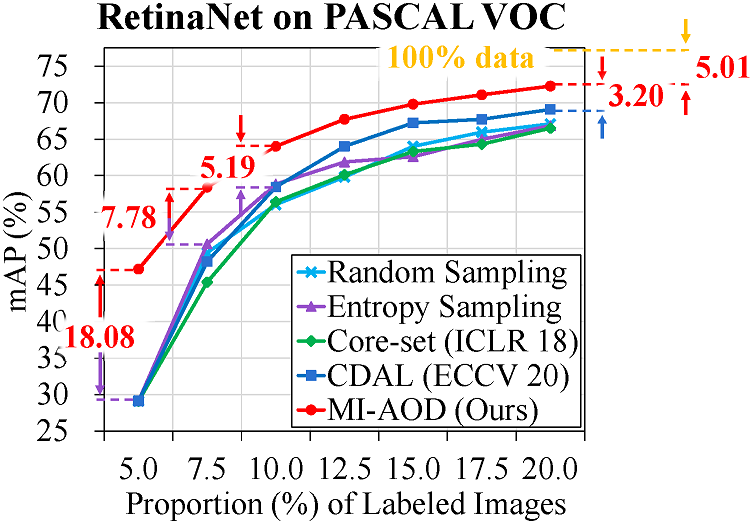 RetinaNet on PASCAL VOC
100% data
5.01
3.20
5.19
7.78
18.08
mAP (%)
75
70
65
60
55
50
45
40
35
30
25
Random Sampling
Entropy Sampling
Core-set (ICLR 18)
CDAL (ECCV 20)
MI-AOD (Ours)
5.0 7.5 10.0 12.5 15.0 17.5 20.0
Proportion (%) of Labeled Images